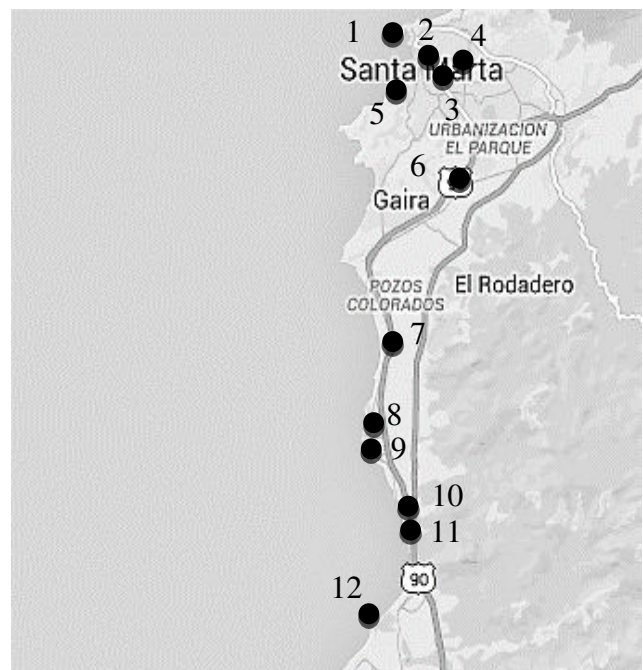 1
2
4
Santa Marta
5
3
URBANIZACION
EL PARQUE
6
Gaira
El Rodadero
POZOS
COLORADOS
7
8
9
10
11
90
12